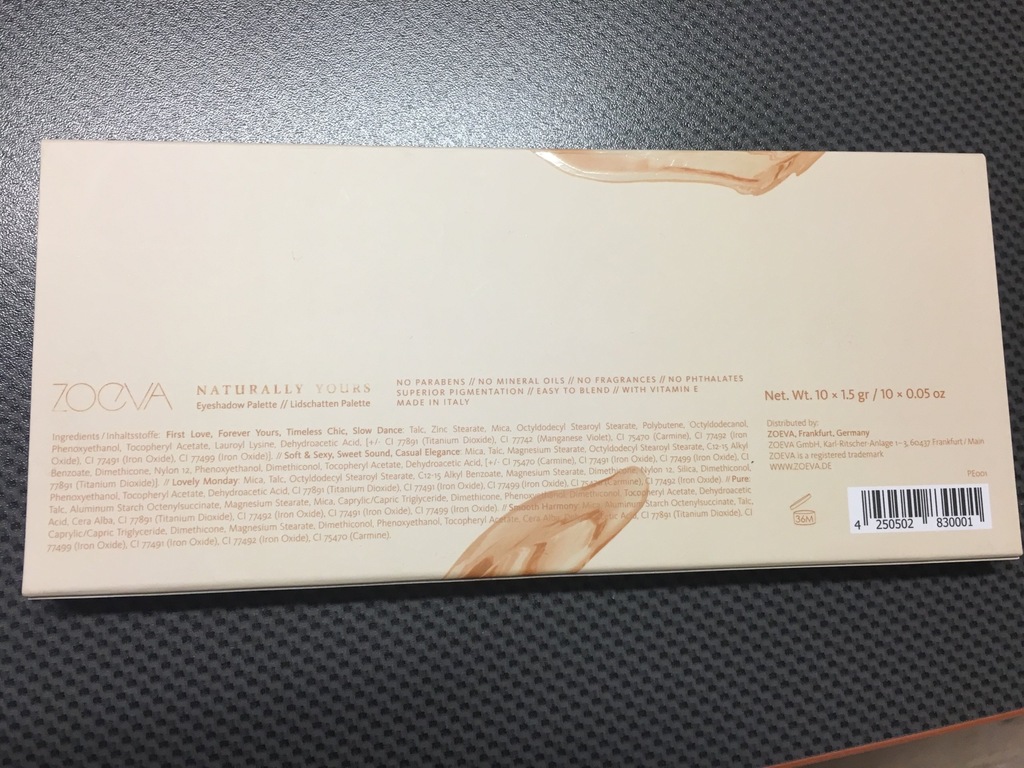 ZOEVA
NATURALLY YOURS
Eyeshadow Palette // Lidschatten Palette
NO PARABENS // NO MINERAL OILS // NO FRAGRANCES // NO PHTHALATES
SUPERIOR PIGMENTATION // EASY TO BLEND // WITH VITAMIN E
MADE IN ITALY
Net. Wt. 10 x 1.5 gr / 10 x 0.05 oz
Ingredients / Inhaltsstoffe: First Love, Forever Yours, Timeless Chic, Slow Dance: Talc, Zinc Stearate, Mica, Octyldodecyl Stearoyl Stearate, Polybutene, Octyldodecanol,
Phenoxyethanol, Tocopheryl Acetate, Lauroyl Lysine, Dehydroacetic Acid, [+/- CI 77891 (Titanium Dioxide), CI 77742 (Manganese Violet), CI 75470 (Carmine), CI 77492 (Iron
Oxide), CI 77491 (Iron Oxide), CI 77499 (Iron Oxide)]. // Soft & Sexy, Sweet Sound, Casual Elegance: Mica, Talc, Magnesium Stearate, Octyldodecyl Stearoyl Stearate, C12-15 Alkyl
Benzoate, Dimethicone, Nylon 12, Phenoxyethanol, Dimethiconol, Tocopheryl Acetate, Dehydroacetic Acid, [+/- CI 75470 (Carmine), CI 77491 (Iron Oxide), CI 77499 (Iron Oxide), CI
77891 (Titanium Dioxide)]. // Lovely Monday: Mica, Talc, Octyldodecyl Stearoyl Stearate, C12-15 Alkyl Benzoate, Magnesium Stearate, Dimethicone, Nylon 12, Silica, Dimethiconol,
Phenoxyethanol, Tocopheryl Acetate, Dehydroacetic Acid, CI 77891 (Titanium Dioxide), CI 77491 (Iron Oxide), CI 77499 (Iron Oxide), CI 75470 (Carmine), CI 77492 (Iron Oxide). // Pure:
Talc, Aluminum Starch Octenylsuccinate, Magnesium Stearate, Mica, Caprylic/Capric Triglyceride, Dimethicone, Phenoxyethanol, Dimethiconol, Tocopheryl Acetate, Dehydroacetic
Acid, Cera Alba, CI 77891 (Titanium Dioxide), CI 77492 (Iron Oxide), CI 77491 (Iron Oxide), CI 77499 (Iron Oxide). // Smooth Harmony: Mica, Aluminum Starch Octenylsuccinate, Talc,
Caprylic/Capric Triglyceride, Dimethicone, Magnesium Stearate, Dimethiconol, Phenoxyethanol, Tocopheryl Acetate, Cera Alba, Acid, CI 77891 (Titanium Dioxide), CI
77499 (Iron Oxide), CI 77491 (Iron Oxide), CI 77492 (Iron Oxide), CI 75470 (Carmine).
Distributed by:
ZOEVA, Frankfurt, Germany
ZOEVA GmbH, Karl-Ritscher-Anlage 1-3, 60437 Frankfurt / Main
ZOEVA is a registered trademark
WWW.ZOEVA.DE
PE001
36M
4 250502 830001